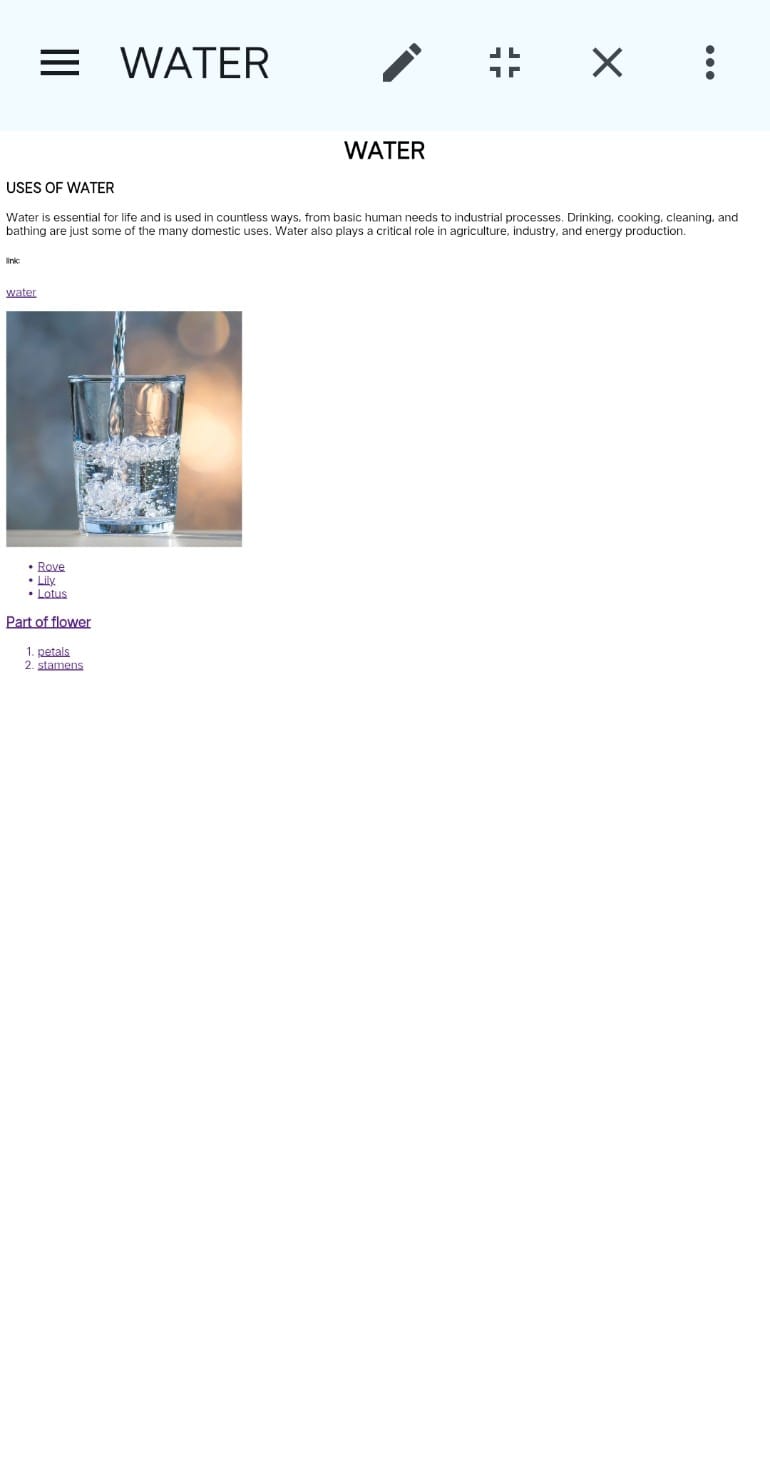 WATER
WATER
USES OF WATER
Water is essential for life and is used in countless ways, from basic human needs to industrial processes. Drinking, cooking, cleaning, and
bathing are just some of the many domestic uses. Water also plays a critical role in agriculture, industry, and energy production.
link:
water
• Rove
• Lily
• Lotus
Part of flower
1. petals
2. stamens